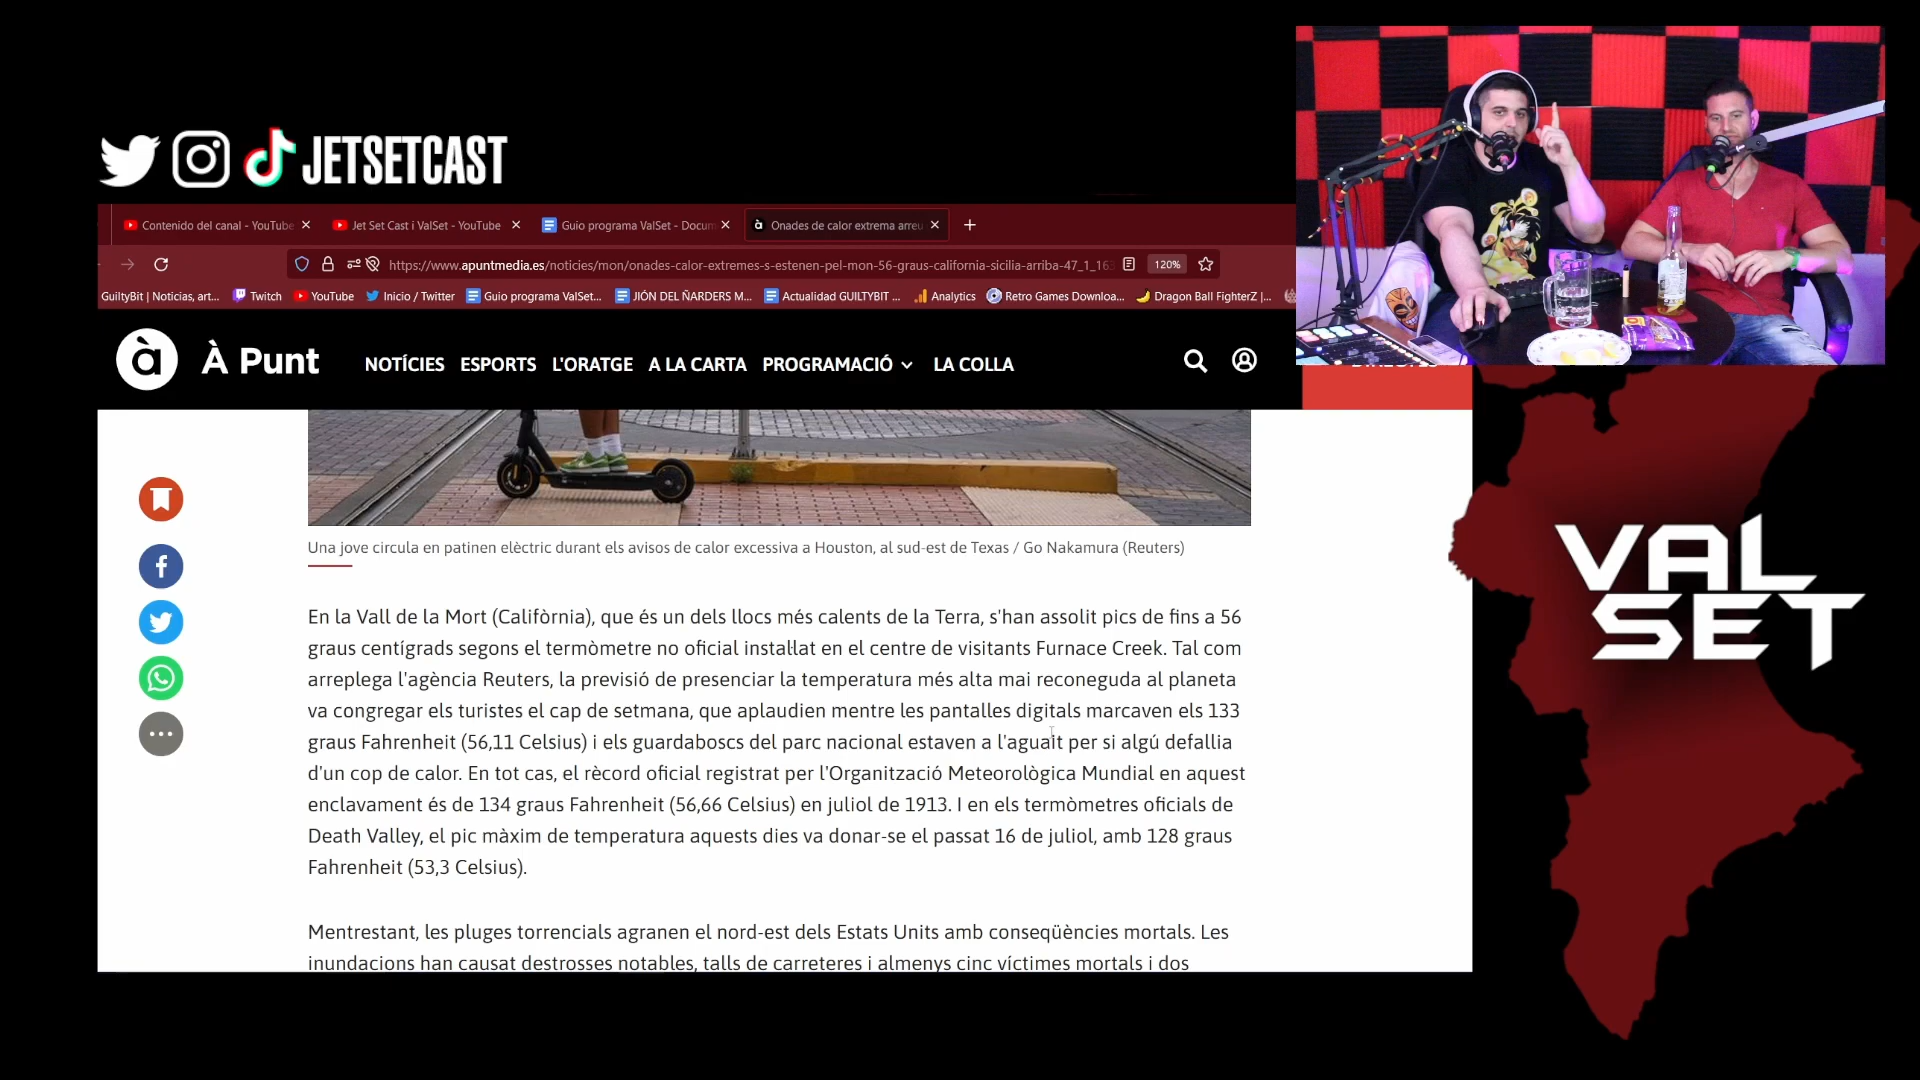 JETSETCAST
Contenido del canal - YouTube
Jet Set Cast i ValSet - YouTube
Guio programa ValSet - Docum
Onades de calor extrema arreu
https://www.apuntmedia.es/noticies/mon/onades-calor-extremes-s-estenen-pel-mon-56-graus-california-sicilia-arriba-47_1_163
120%
GuiltyBit | Noticias, art...
Twitch
YouTube
Inicio / Twitter
Guio programa ValSet...
JIÓN DEL ÑARDERS M...
Actualidad GUILTYBIT ...
Analytics
Retro Games Downloa...
Dragon Ball FighterZ |...
à
À Punt
NOTÍCIES
ESPORTS
L'ORATGE
A LA CARTA
PROGRAMACIÓ
LA COLLA
Una jove circula en patinen elèctric durant els avisos de calor excessiva a Houston, al sud-est de Texas / Go Nakamura (Reuters)
En la Vall de la Mort (Califòrnia), que és un dels llocs més calents de la Terra, s'han assolit pics de fins a 56
graus centígrads segons el termòmetre no oficial instal·lat en el centre de visitants Furnace Creek. Tal com
arreplega l'agència Reuters, la previsió de presenciar la temperatura més alta mai reconeguda al planeta
va congregar els turistes el cap de setmana, que aplaudien mentre les pantalles digitals marcaven els 133
graus Fahrenheit (56,11 Celsius) i els guardaboscs del parc nacional estaven a l'aguait per si algú defallia
d'un cop de calor. En tot cas, el rècord oficial registrat per l'Organització Meteorològica Mundial en aquest
enclavament és de 134 graus Fahrenheit (56,66 Celsius) en juliol de 1913. I en els termòmetres oficials de
Death Valley, el pic màxim de temperatura aquests dies va donar-se el passat 16 de juliol, amb 128 graus
Fahrenheit (53,3 Celsius).
Mentrestant, les pluges torrencials agranen el nord-est dels Estats Units amb conseqüències mortals. Les
inundacions han causat destrosses notables, talls de carreteres i almenys cinc víctimes mortals i dos
VAL
SET